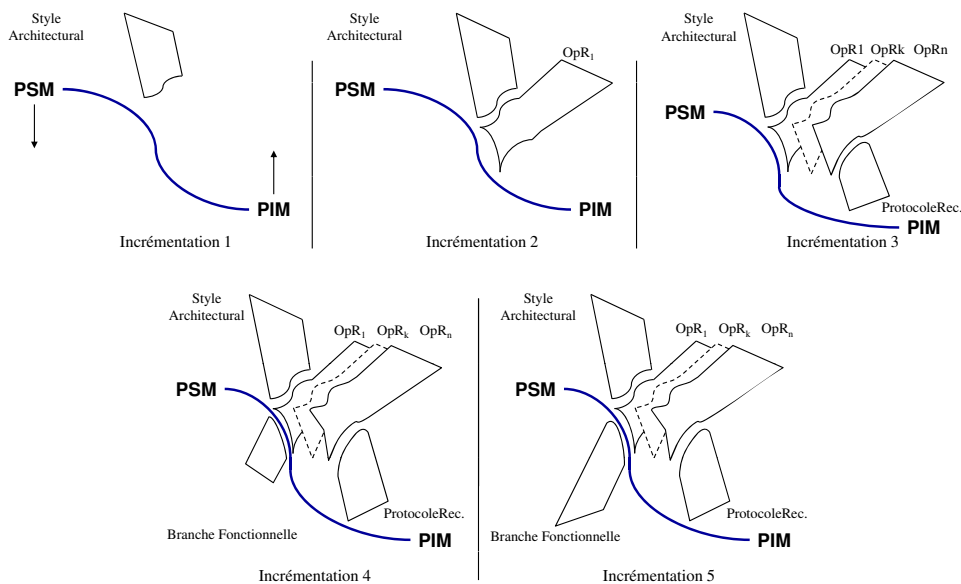 Style
Architectural
PSM
PIM
Incrémentation 1
Style
Architectural
OpR₁
PSM
PIM
Incrémentation 2
Style
Architectural
OpR1 OpRk OpRn
PSM
ProtocoleRec.
PIM
Incrémentation 3
Style
Architectural
OpR₁ OpRₖ OpRₙ
PSM
ProtocoleRec.
Branche Fonctionnelle
PIM
Incrémentation 4
Style
Architectural
OpR₁ OpRₖ OpRₙ
PSM
ProtocoleRec.
Branche Fonctionnelle
PIM
Incrémentation 5